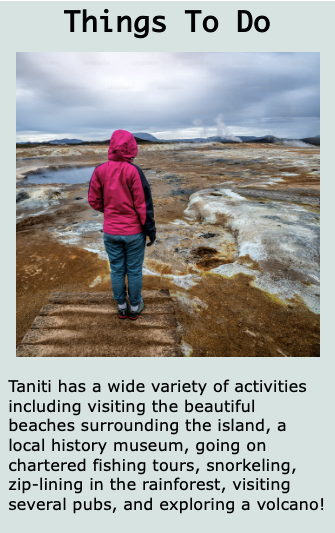 Things To Do
Taniti has a wide variety of activities
including visiting the beautiful
beaches surrounding the island, a
local history museum, going on
chartered fishing tours, snorkeling,
zip-lining in the rainforest, visiting
several pubs, and exploring a volcano!